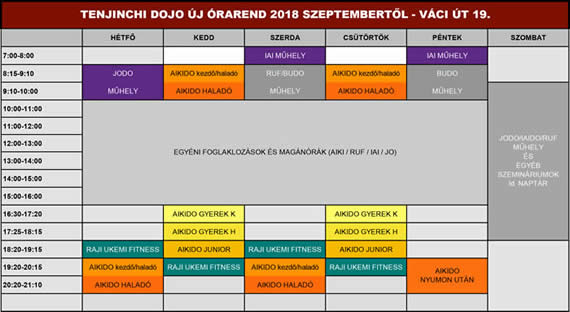 TENJINCHI DOJO ÚJ ÓRAREND 2018 SZEPTEMBERTŐL - VÁCI ÚT 19.
HÉTFŐ KEDD SZERDA CSÜTÖRTÖK PÉNTEK SZOMBAT
7:00-8:00 IAI MŰHELY IAI MŰHELY
8:15-9:10 JODO AIKIDO kezdő/haladó RUF/BUDO AIKIDO kezdő/haladó BUDO
9:10-10:00 MŰHELY AIKIDO HALADÓ MŰHELY AIKIDO HALADÓ MŰHELY
10:00-11:00
11:00-12:00
12:00-13:00
13:00-14:00
14:00-15:00
15:00-16:00
EGYÉNI FOGLAKLOZÁSOK ÉS MAGÁNÓRÁK (AIKI / RUF / IAI / JO)
JODO/IAIDO/RUF
MŰHELY
ÉS
EGYÉB
SZEMINÁRIUMOK
ld. NAPTÁR
16:30-17:20 AIKIDO GYEREK K AIKIDO GYEREK K
17:25-18:15 AIKIDO GYEREK H AIKIDO GYEREK H
18:20-19:15 RAJI UKEMI FITNESS AIKIDO JUNIOR RAJI UKEMI FITNESS AIKIDO JUNIOR
19:20-20:15 AIKIDO kezdő/haladó RAJI UKEMI FITNESS AIKIDO kezdő/haladó RAJI UKEMI FITNESS
20:20-21:10 AIKIDO HALADÓ AIKIDO HALADÓ
AIKIDO
NYUMON UTÁN